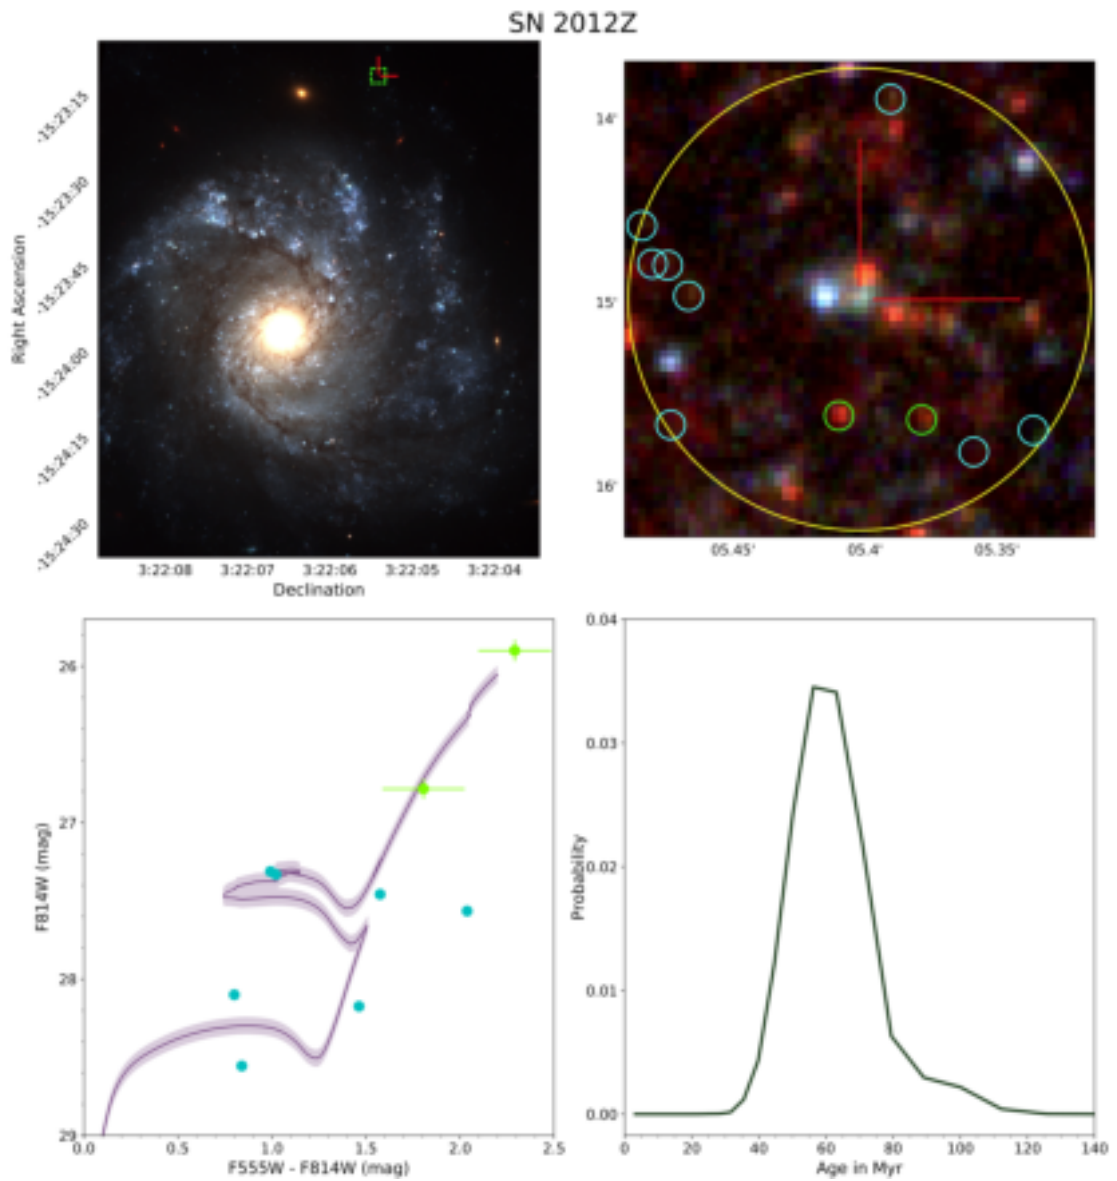 SN 2012Z
Right Ascension
-15:23:15
-15:23:30
-15:23:45
-15:24:00
-15:24:15
-15:24:30
3:22:08 3:22:07 3:22:06 3:22:05 3:22:04
Declination
14'
15'
16'
05.45' 05.4' 05.35'
F814W (mag)
26
27
28
29
0.0 0.5 1.0 1.5 2.0 2.5
F555W - F814W (mag)
Probability
0.04
0.03
0.02
0.01
0.00
0 20 40 60 80 100 120 140
Age in Myr